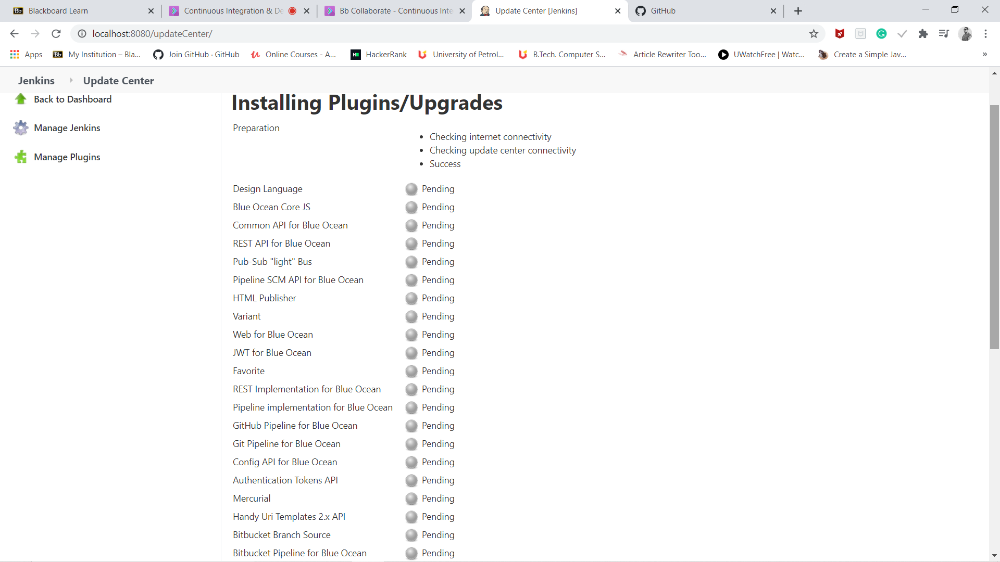 Blackboard Learn
Continuous Integration & De
Bb Collaborate - Continuous Inte
Update Center [Jenkins]
GitHub
localhost:8080/updateCenter/
Apps
My Institution – Bla...
Join GitHub · GitHub
Online Courses - A...
HackerRank
University of Petrol...
B.Tech. Computer S...
Article Rewriter Too...
UWatchFree | Watc...
Create a Simple Jav...
»
Jenkins
Update Center
Back to Dashboard
Manage Jenkins
Manage Plugins
Installing Plugins/Upgrades
Preparation
• Checking internet connectivity
• Checking update center connectivity
• Success
Design Language Pending
Blue Ocean Core JS Pending
Common API for Blue Ocean Pending
REST API for Blue Ocean Pending
Pub-Sub "light" Bus Pending
Pipeline SCM API for Blue Ocean Pending
HTML Publisher Pending
Variant Pending
Web for Blue Ocean Pending
JWT for Blue Ocean Pending
Favorite Pending
REST Implementation for Blue Ocean Pending
Pipeline implementation for Blue Ocean Pending
GitHub Pipeline for Blue Ocean Pending
Git Pipeline for Blue Ocean Pending
Config API for Blue Ocean Pending
Authentication Tokens API Pending
Mercurial Pending
Handy Uri Templates 2.x API Pending
Bitbucket Branch Source Pending
Bitbucket Pipeline for Blue Ocean Pending